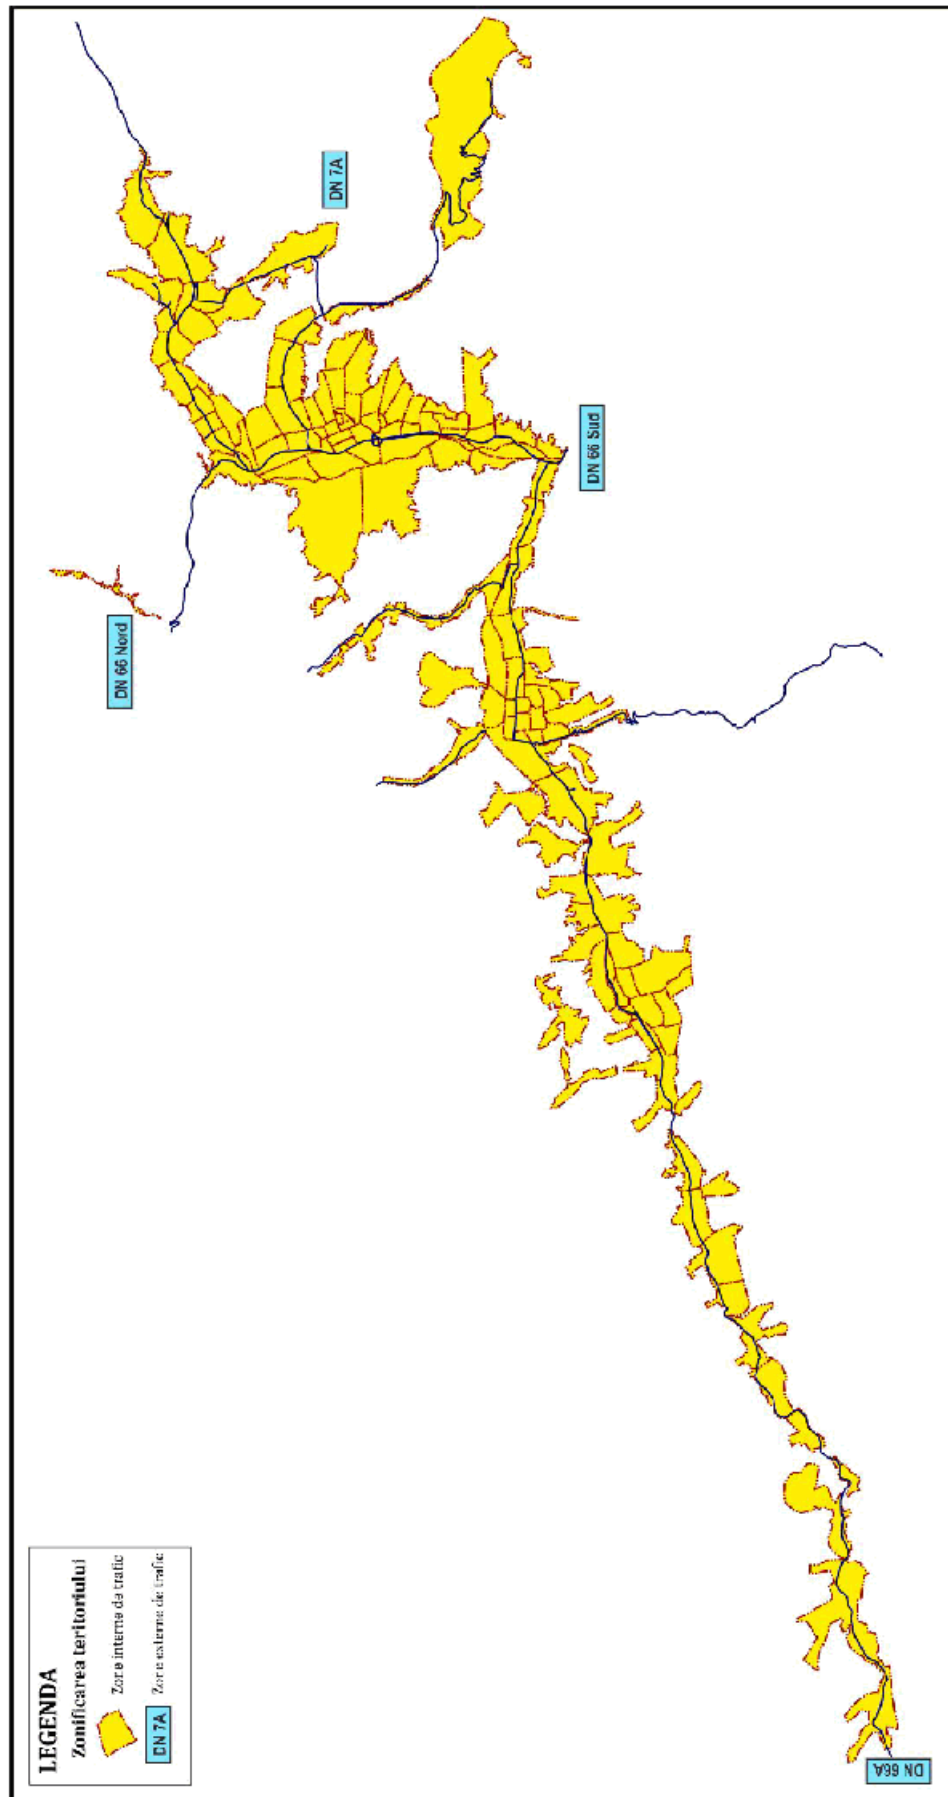 DN 7A
DN 66 Sud
DN 66 Nord
DN 66A
LEGENDA
Zonificarea teritoriului
Zone interne de trafic
DN 7A
Zone externe de trafic